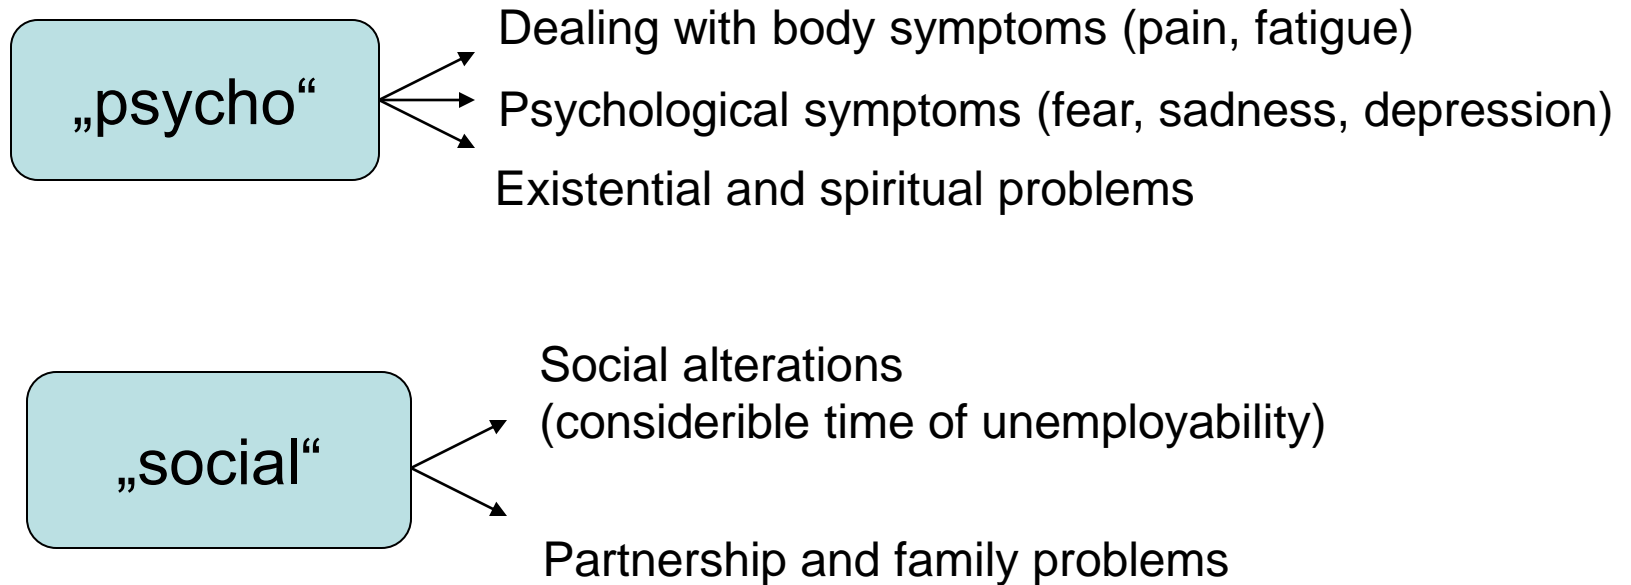 Dealing with body symptoms (pain, fatigue)
„psycho“
Psychological symptoms (fear, sadness, depression)
Existential and spiritual problems
Social alterations
(considerible time of unemployability)
„social“
Partnership and family problems